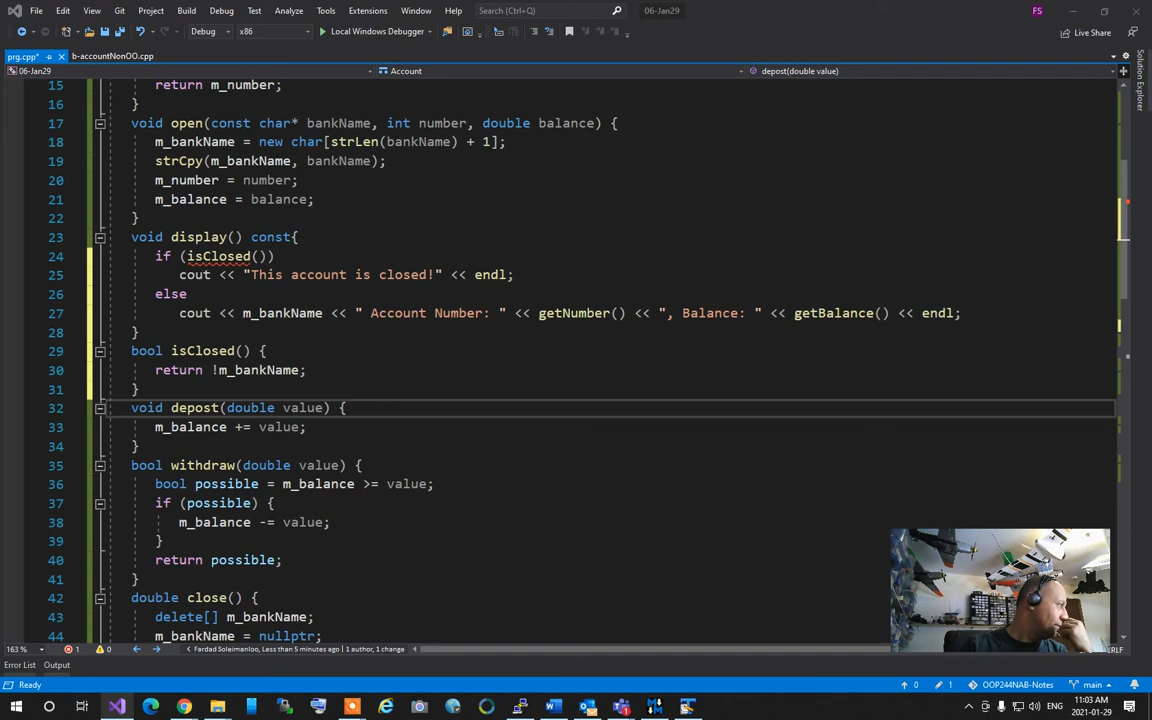 File Edit View Git Project Build Debug Test Analyze Tools Extensions Window Help Search (Ctrl+Q) 06-Jan29 FS
Debug x86 Local Windows Debugger Live Share
prg.cpp* b-accountNonOO.cpp
06-Jan29 Account depost(double value)
Solution Explorer
15 return m_number;
16 }
17 void open(const char* bankName, int number, double balance) {
18 m_bankName = new char[strLen(bankName) + 1];
19 strCpy(m_bankName, bankName);
20 m_number = number;
21 m_balance = balance;
22 }
23 void display() const{
24 if (isClosed())
25 cout << "This account is closed!" << endl;
26 else
27 cout << m_bankName << " Account Number: " << getNumber() << ", Balance: " << getBalance() << endl;
28 }
29 bool isClosed() {
30 return !m_bankName;
31 }
32 void depost(double value) {
33 m_balance += value;
34 }
35 bool withdraw(double value) {
36 bool possible = m_balance >= value;
37 if (possible) {
38 m_balance -= value;
39 }
40 return possible;
41 }
42 double close() {
43 delete[] m_bankName;
44 m_bankName = nullptr;
163 % 1 0 Fardad Soleimanloo, Less than 5 minutes ago | 1 author, 1 change CRLF
Error List Output
Ready 0 1 OOP244NAB-Notes main
ENG 11:03 AM 2021-01-29